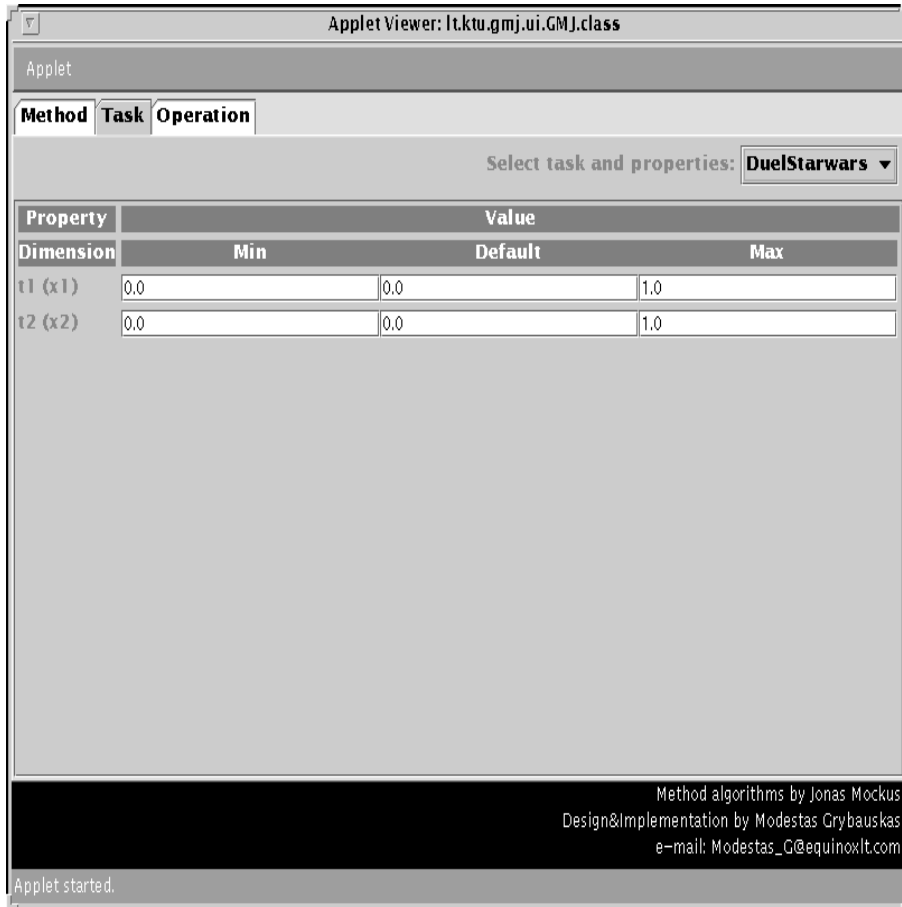 Applet Viewer: lt.ktu.gmj.ui.GMJ.class
Applet
Method Task Operation
Select task and properties: DuelStarwars
Property Value
Dimension Min Default Max
t1 (x1) 0.0 0.0 1.0
t2 (x2) 0.0 0.0 1.0
Method algorithms by Jonas Mockus
Design&Implementation by Modestas Grybauskas
e-mail: Modestas_G@equinoxlt.com
Applet started.